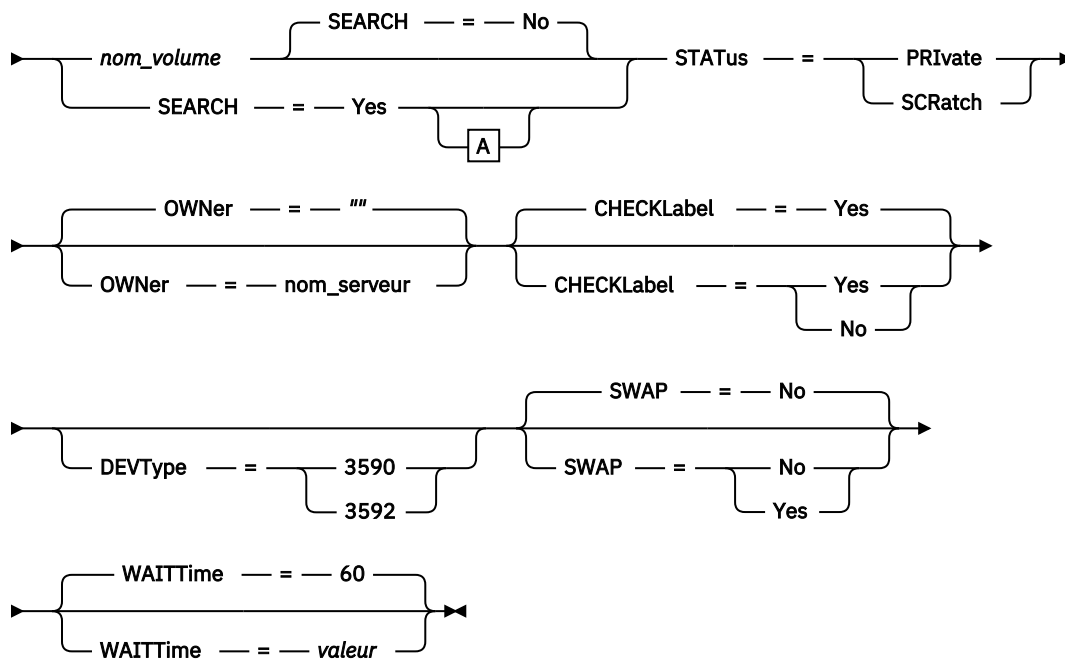 SEARCH = No
nom_volume STATus = PRIvate
SEARCH = Yes SCRatch
A
OWNer = "" CHECKLabel = Yes
OWNer = nom_serveur CHECKLabel = Yes
No
SWAP = No
DEVType = 3590 SWAP = No
3592 Yes
WAITTime = 60
WAITTime = valeur